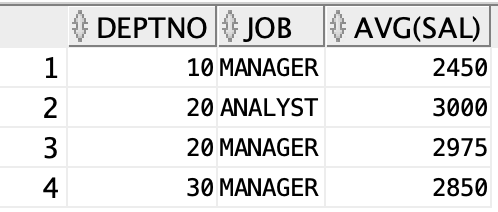 DEPTNO JOB AVG(SAL)
1 10 MANAGER 2450
2 20 ANALYST 3000
3 20 MANAGER 2975
4 30 MANAGER 2850